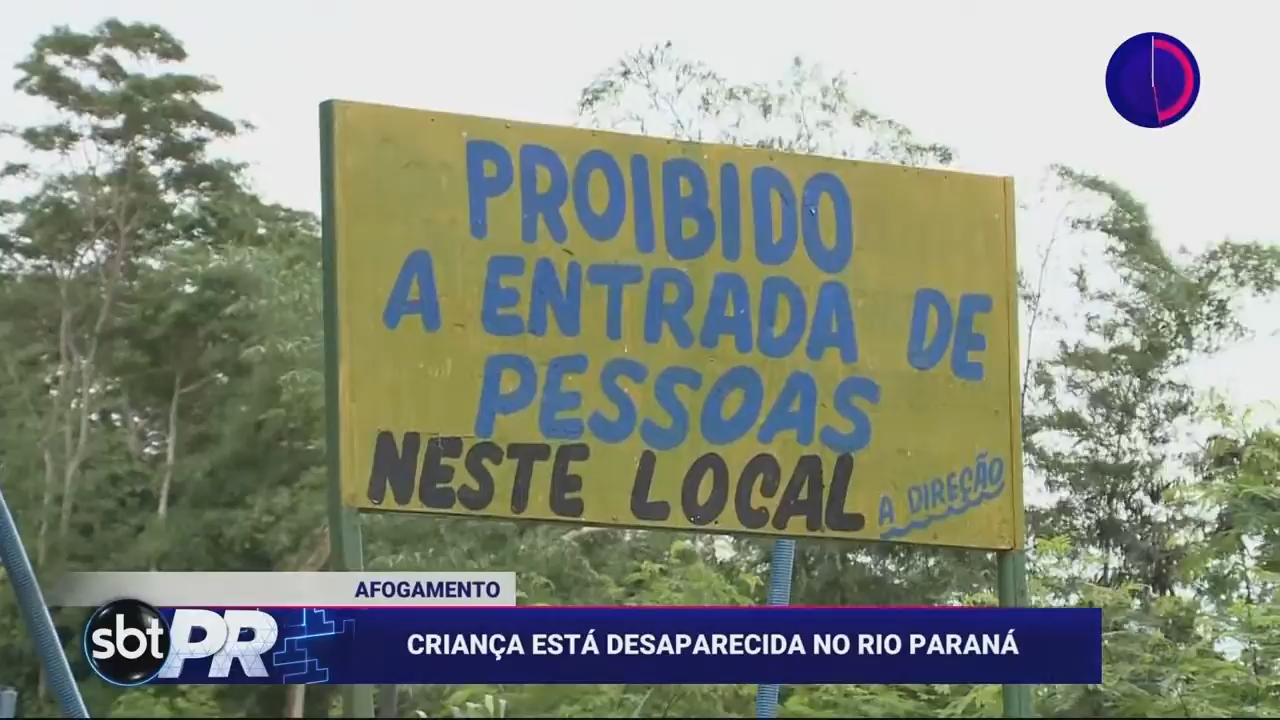 PROIBIDO
A ENTRADA DE
PESSOAS
NESTE LOCAL
A DIREÇÃO
AFOGAMENTO
sbt PR
CRIANÇA ESTÁ DESAPARECIDA NO RIO PARANÁ